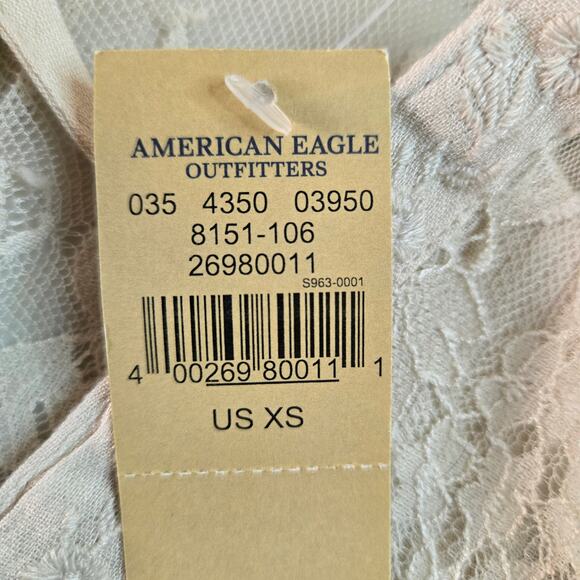 AMERICAN EAGLE
OUTFITTERS
035 4350 03950
8151-106
26980011
S963-0001
4 00269 80011 1
US XS